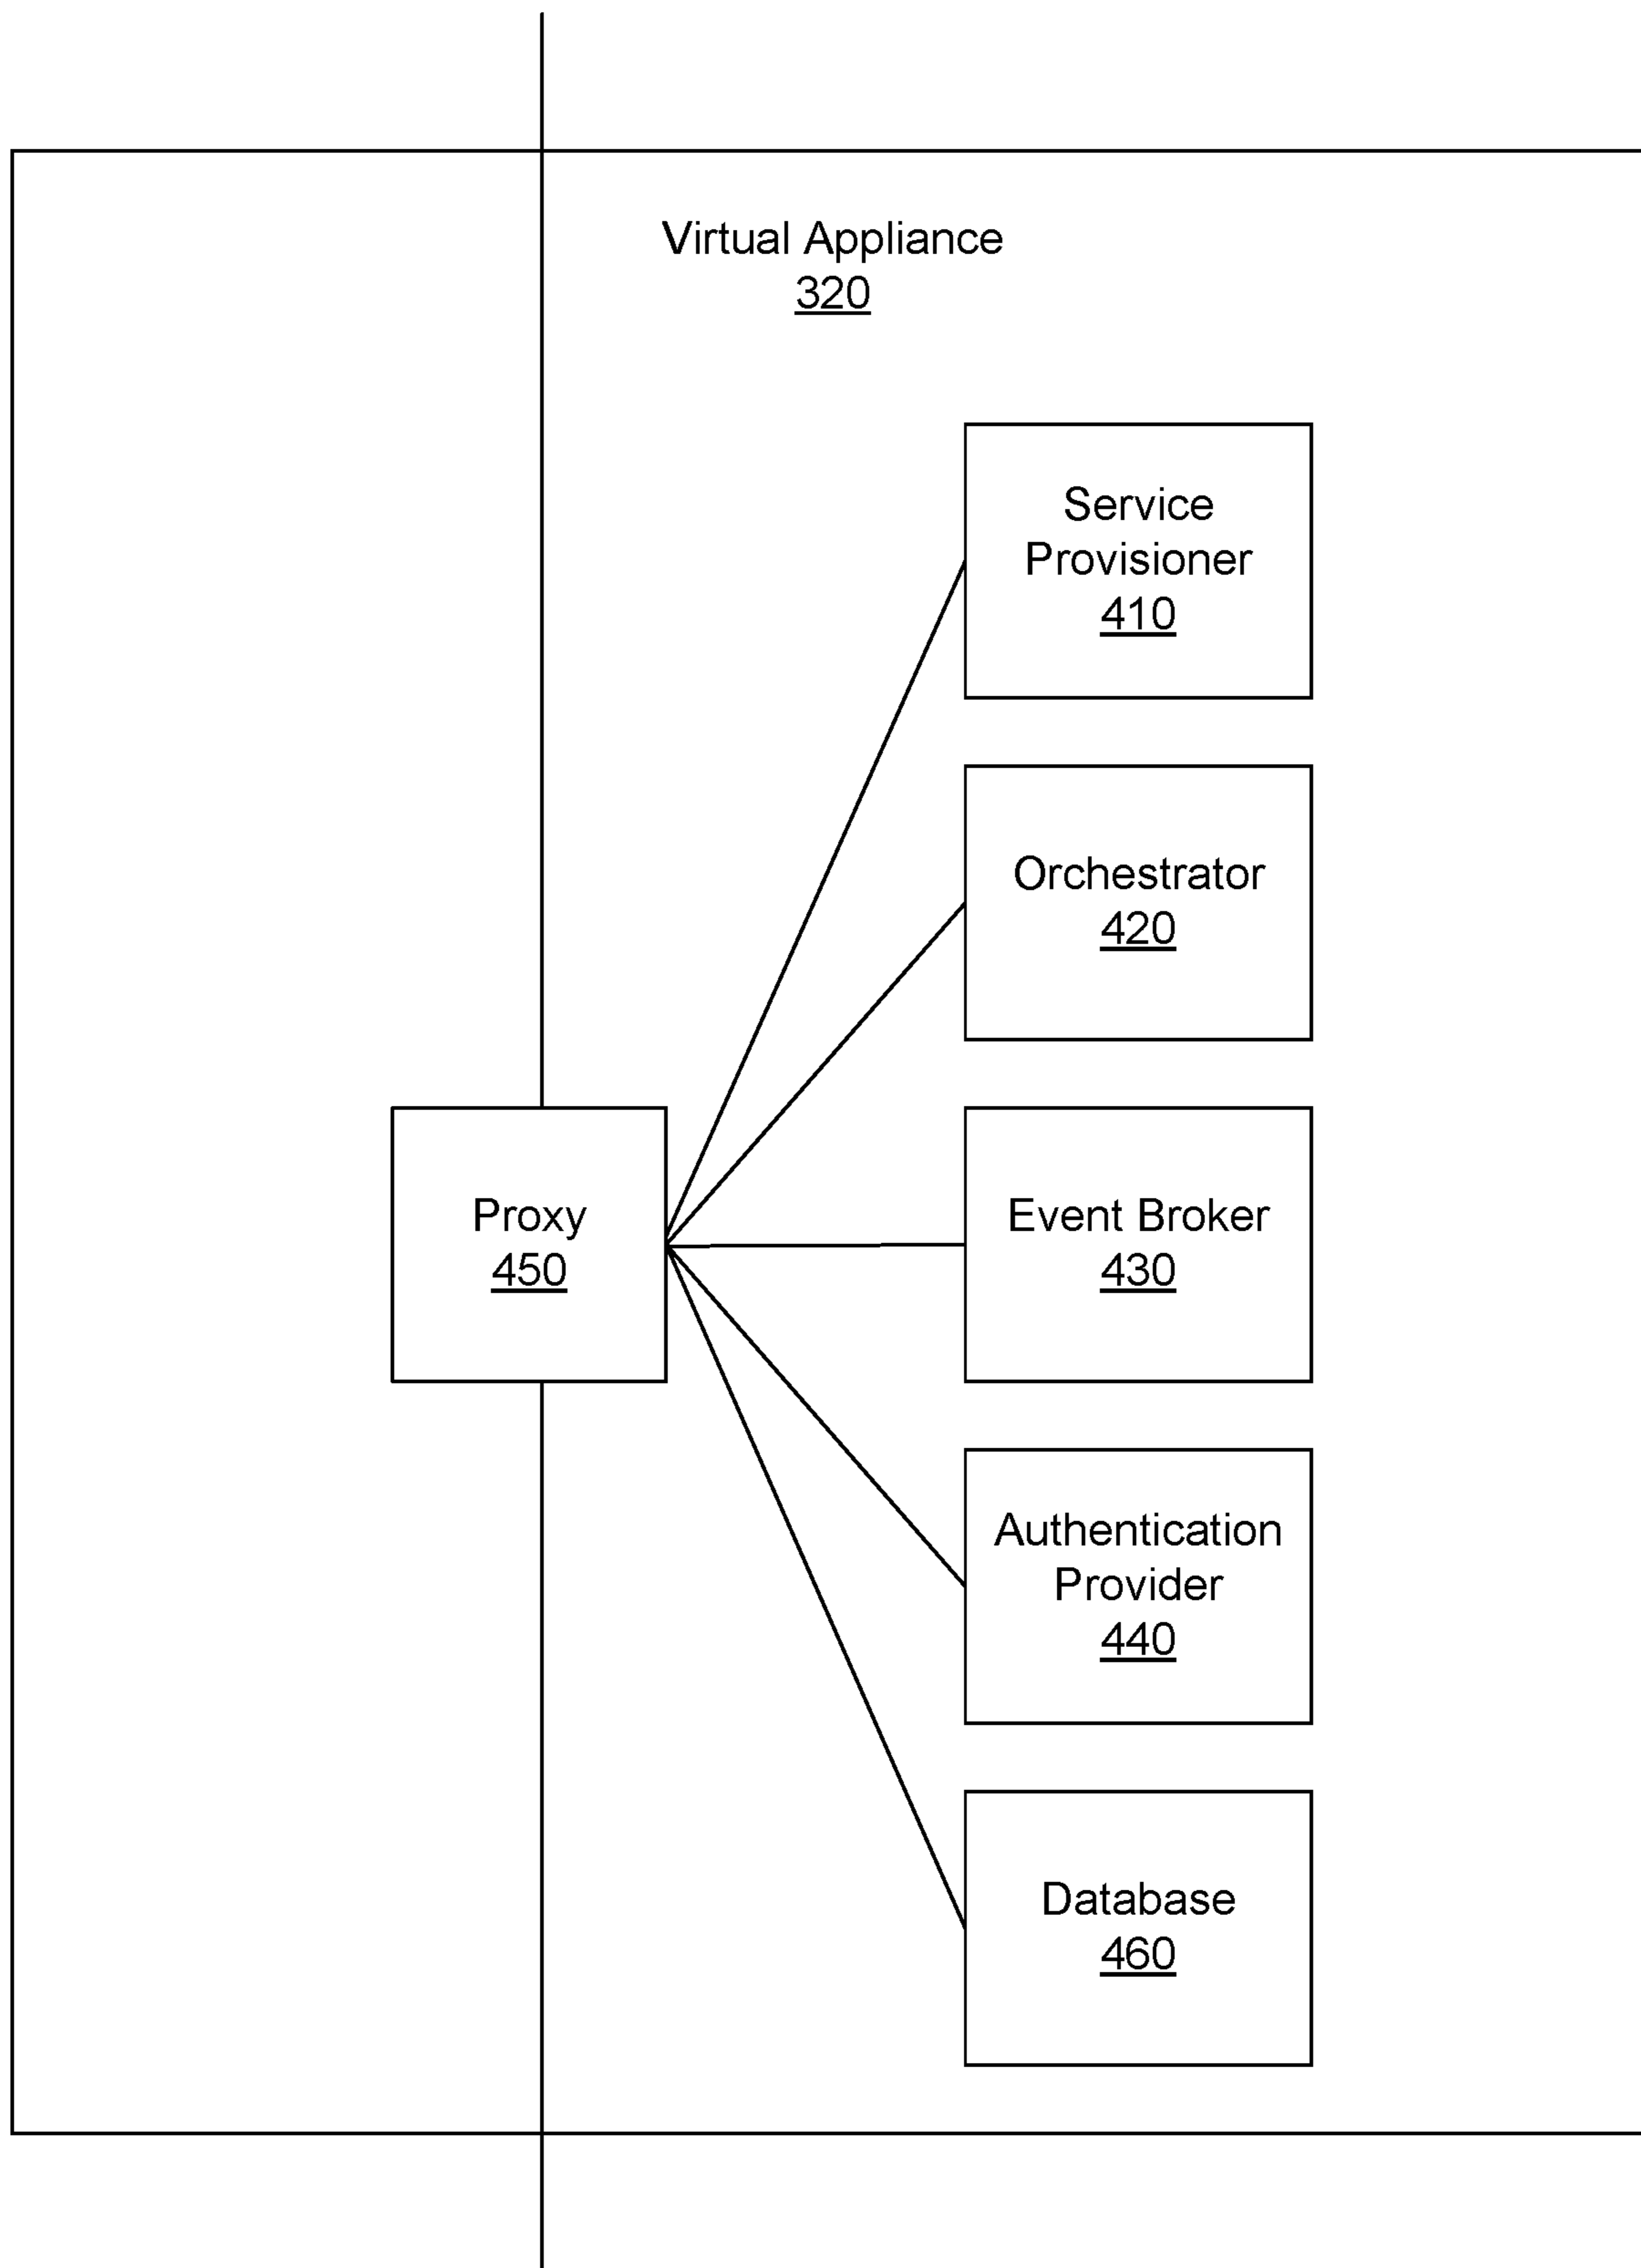 Virtual Appliance
320
Service
Provisioner
410
Orchestrator
420
Proxy
450
Event Broker
430
Authentication
Provider
440
Database
460